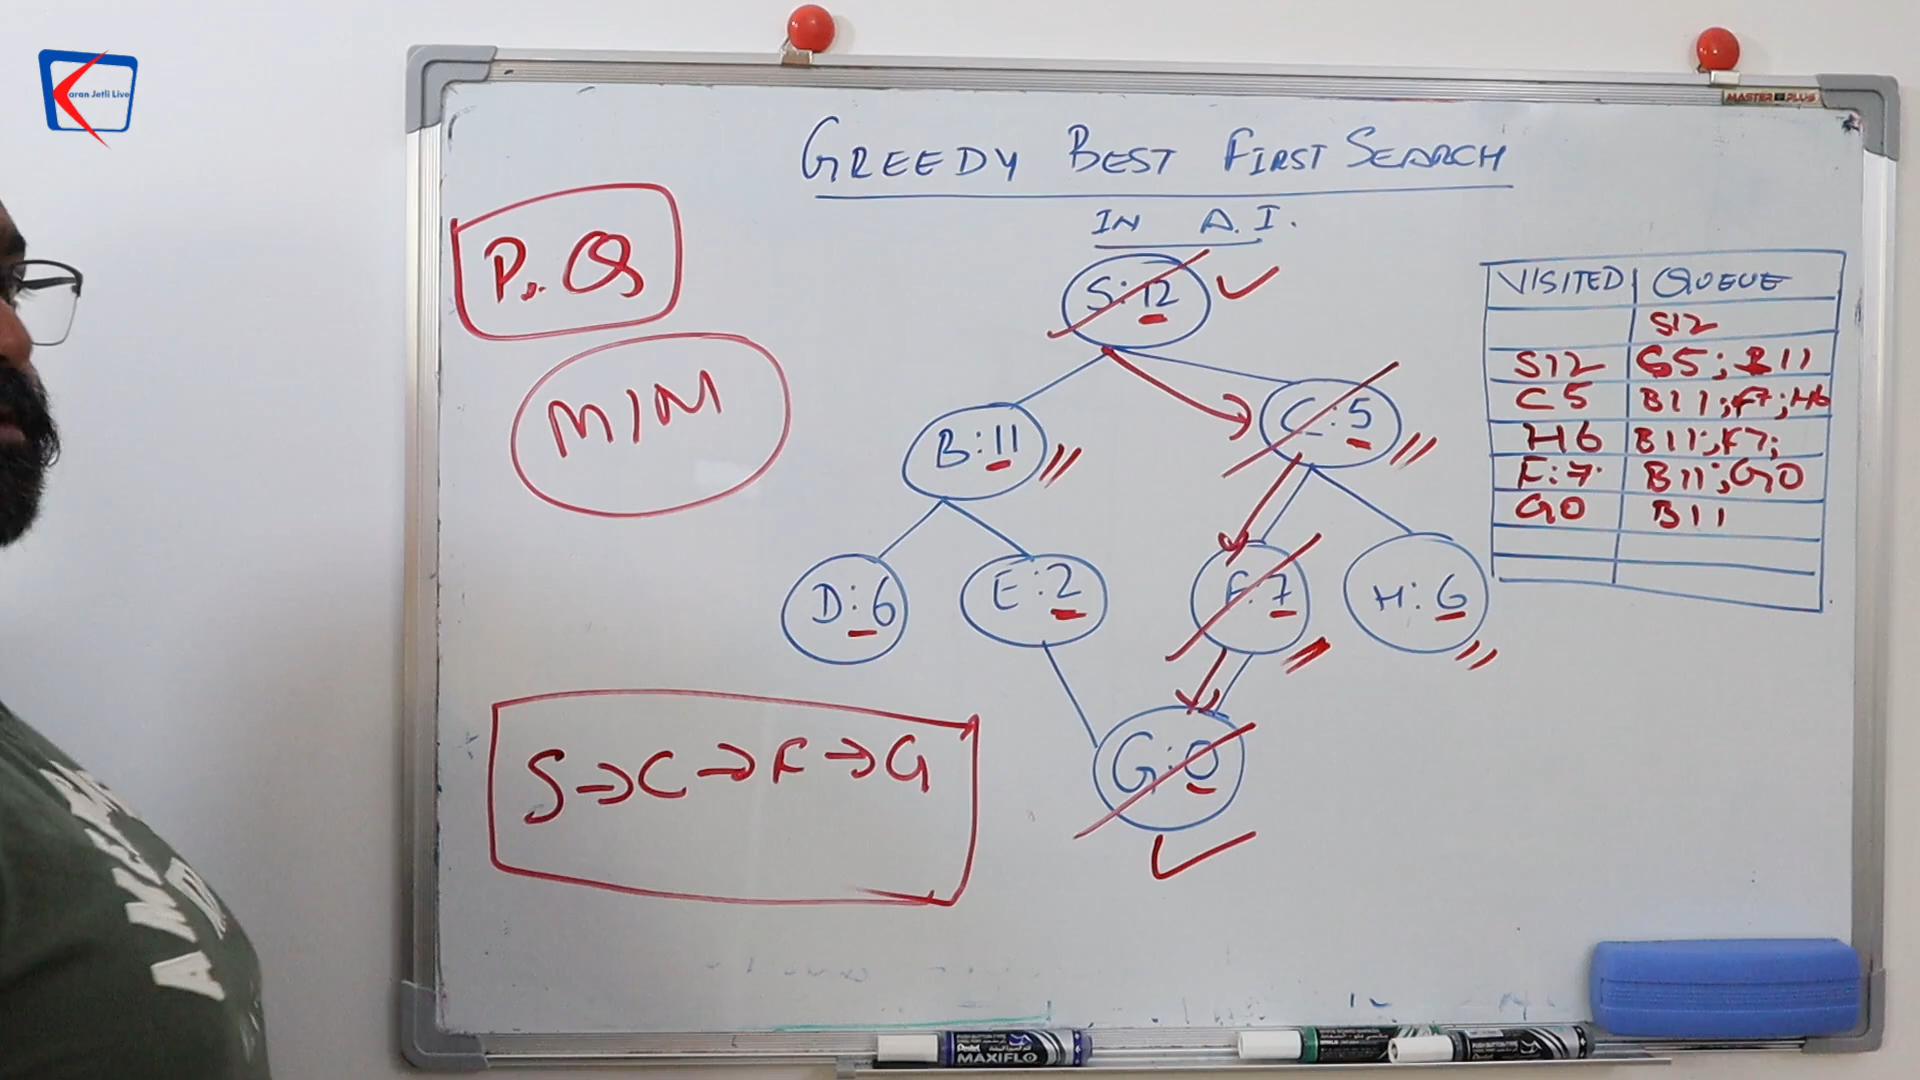 Karan Jetli Live
MASTER PLUS
GREEDY BEST FIRST SEARCH
IN A.I.
P.Q
MIN
S:12
B:11
C:5
D:6
E:2
F:7
H:6
G:0
S→C→F→G
VISITED QUEUE
S12
S12 C5; B11
C5 B11;F7;H6
H6 B11;F7;
F:7 B11;G0
G0 B11
Pentel
MAXIFLO